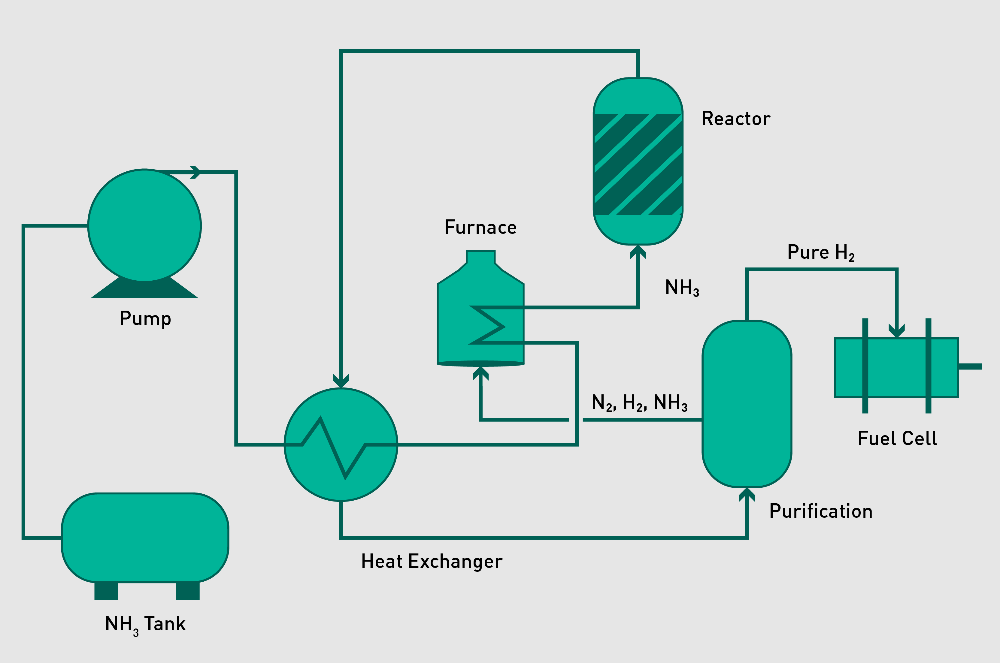 Reactor
Furnace
Pure H₂
NH₃
Pump
N₂, H₂, NH₃
Fuel Cell
Purification
Heat Exchanger
NH₃ Tank